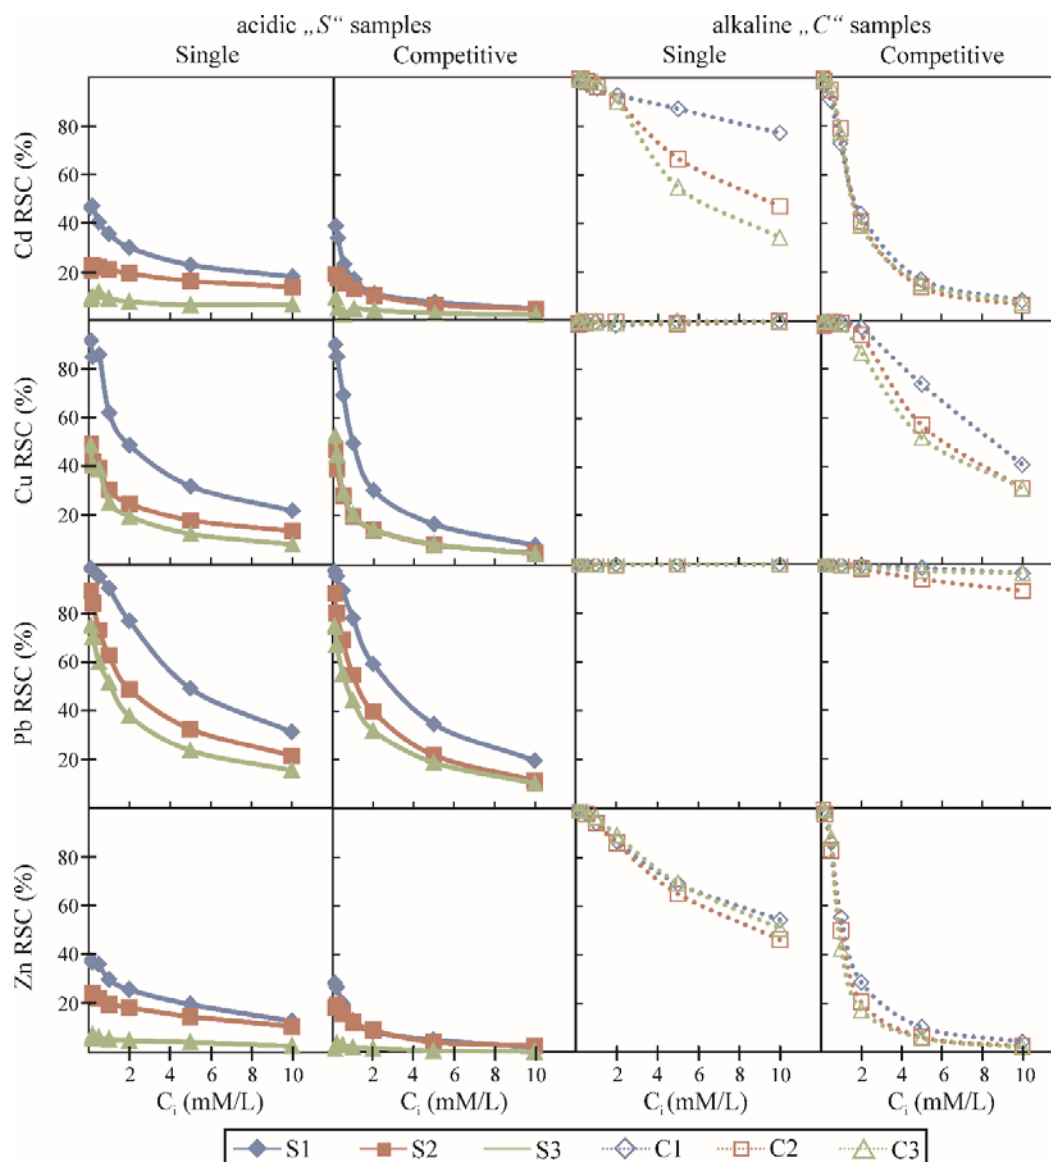 acidic „S“ samples alkaline „C“ samples
Single Competitive Single Competitive
Cd RSC (%)
80
60
40
20
Cu RSC (%)
80
60
40
20
Pb RSC (%)
80
60
40
20
Zn RSC (%)
80
60
40
20
2 4 6 8 10 2 4 6 8 10 2 4 6 8 10 2 4 6 8 10
Ci (mM/L) Ci (mM/L) Ci (mM/L) Ci (mM/L)
S1 S2 S3 C1 C2 C3